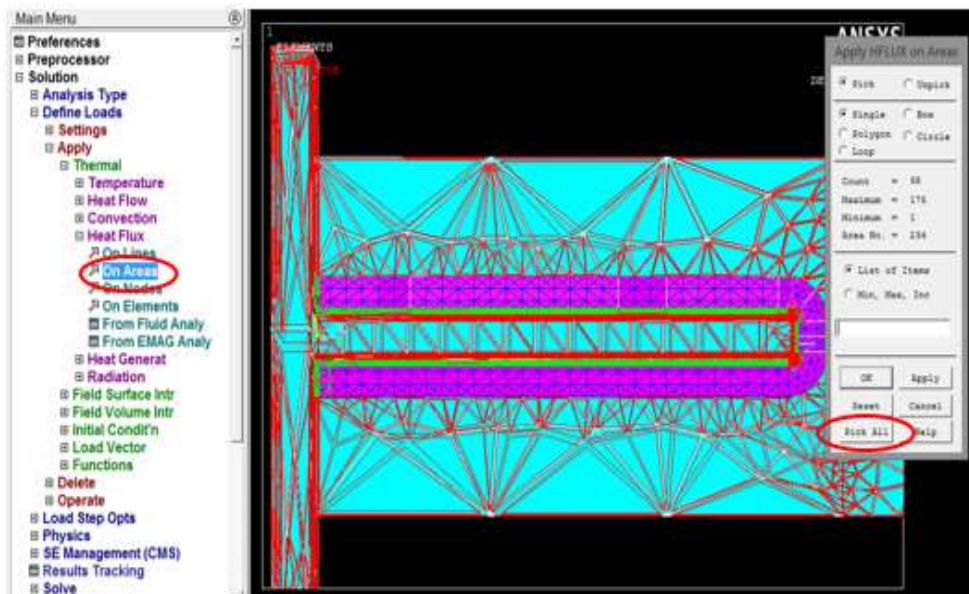 Main Menu
Preferences
Preprocessor
Solution
Analysis Type
Define Loads
Settings
Apply
Thermal
Temperature
Heat Flow
Convection
Heat Flux
On Lines
On Areas
On Nodes
On Elements
From Fluid Analy
From EMAG Analy
Heat Generat
Radiation
Field Surface Intr
Field Volume Intr
Initial Condit'n
Load Vector
Functions
Delete
Operate
Load Step Opts
Physics
SE Management (CMS)
Results Tracking
Solve
1
ELEMENTS
ANSYS
Apply HFLUX on Areas
Pick Unpick
Single Box
Polygon Circle
Loop
Count =
Maximum = 176
Minimum = 1
Area No. = 234
List of Items
Min, Max, Inc
OK Apply
Reset Cancel
Pick All Help